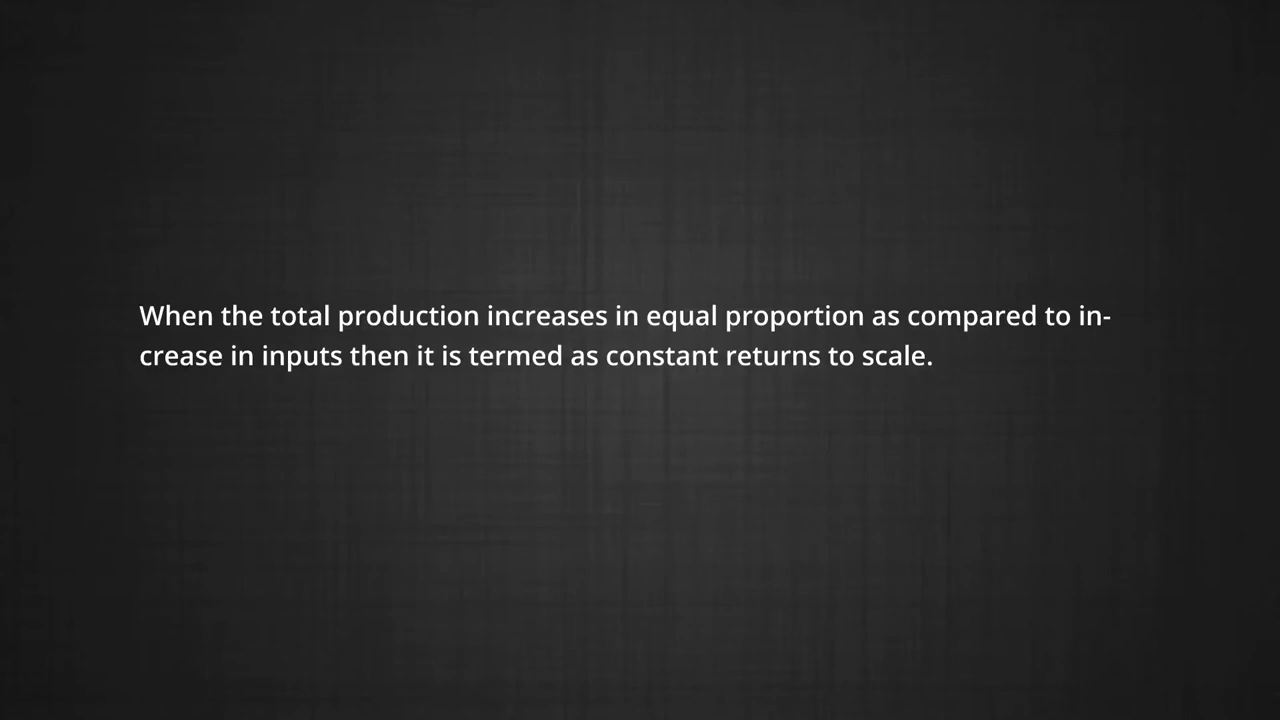 When the total production increases in equal proportion as compared to in-
crease in inputs then it is termed as constant returns to scale.